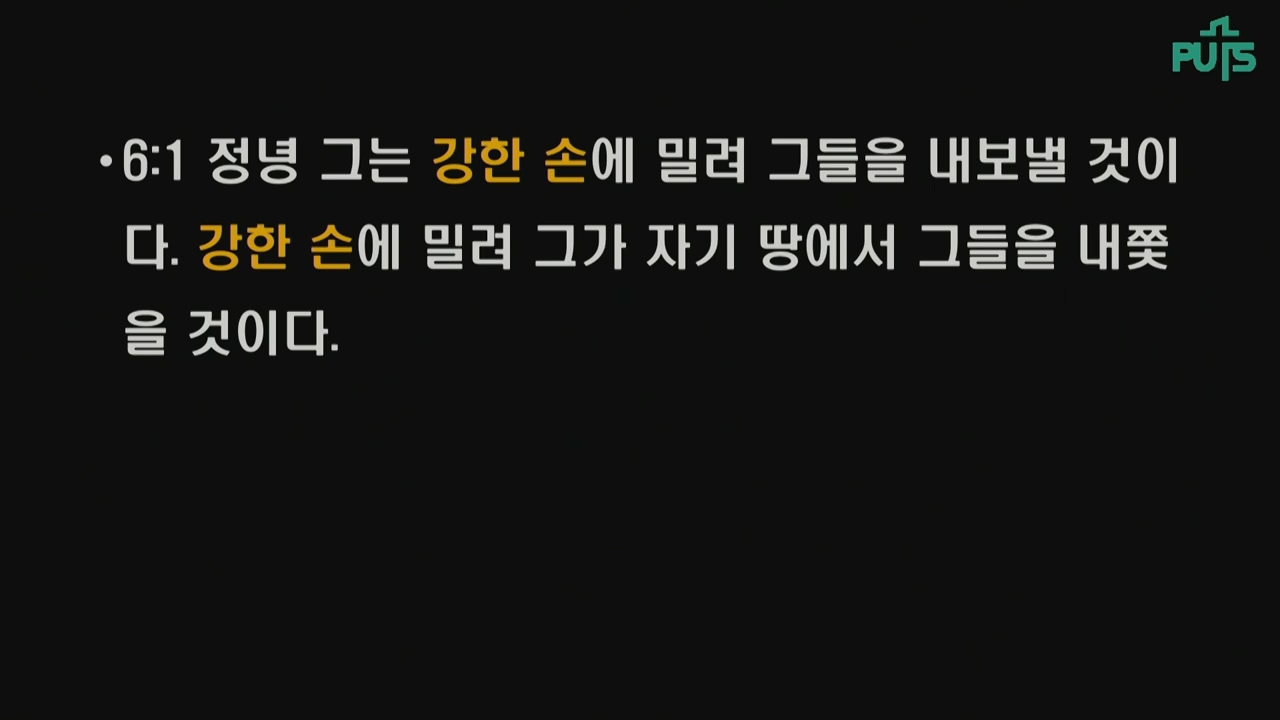 PUTS
•6:1 정녕 그는 강한 손에 밀려 그들을 내보낼 것이
다. 강한 손에 밀려 그가 자기 땅에서 그들을 내쫓
을 것이다.